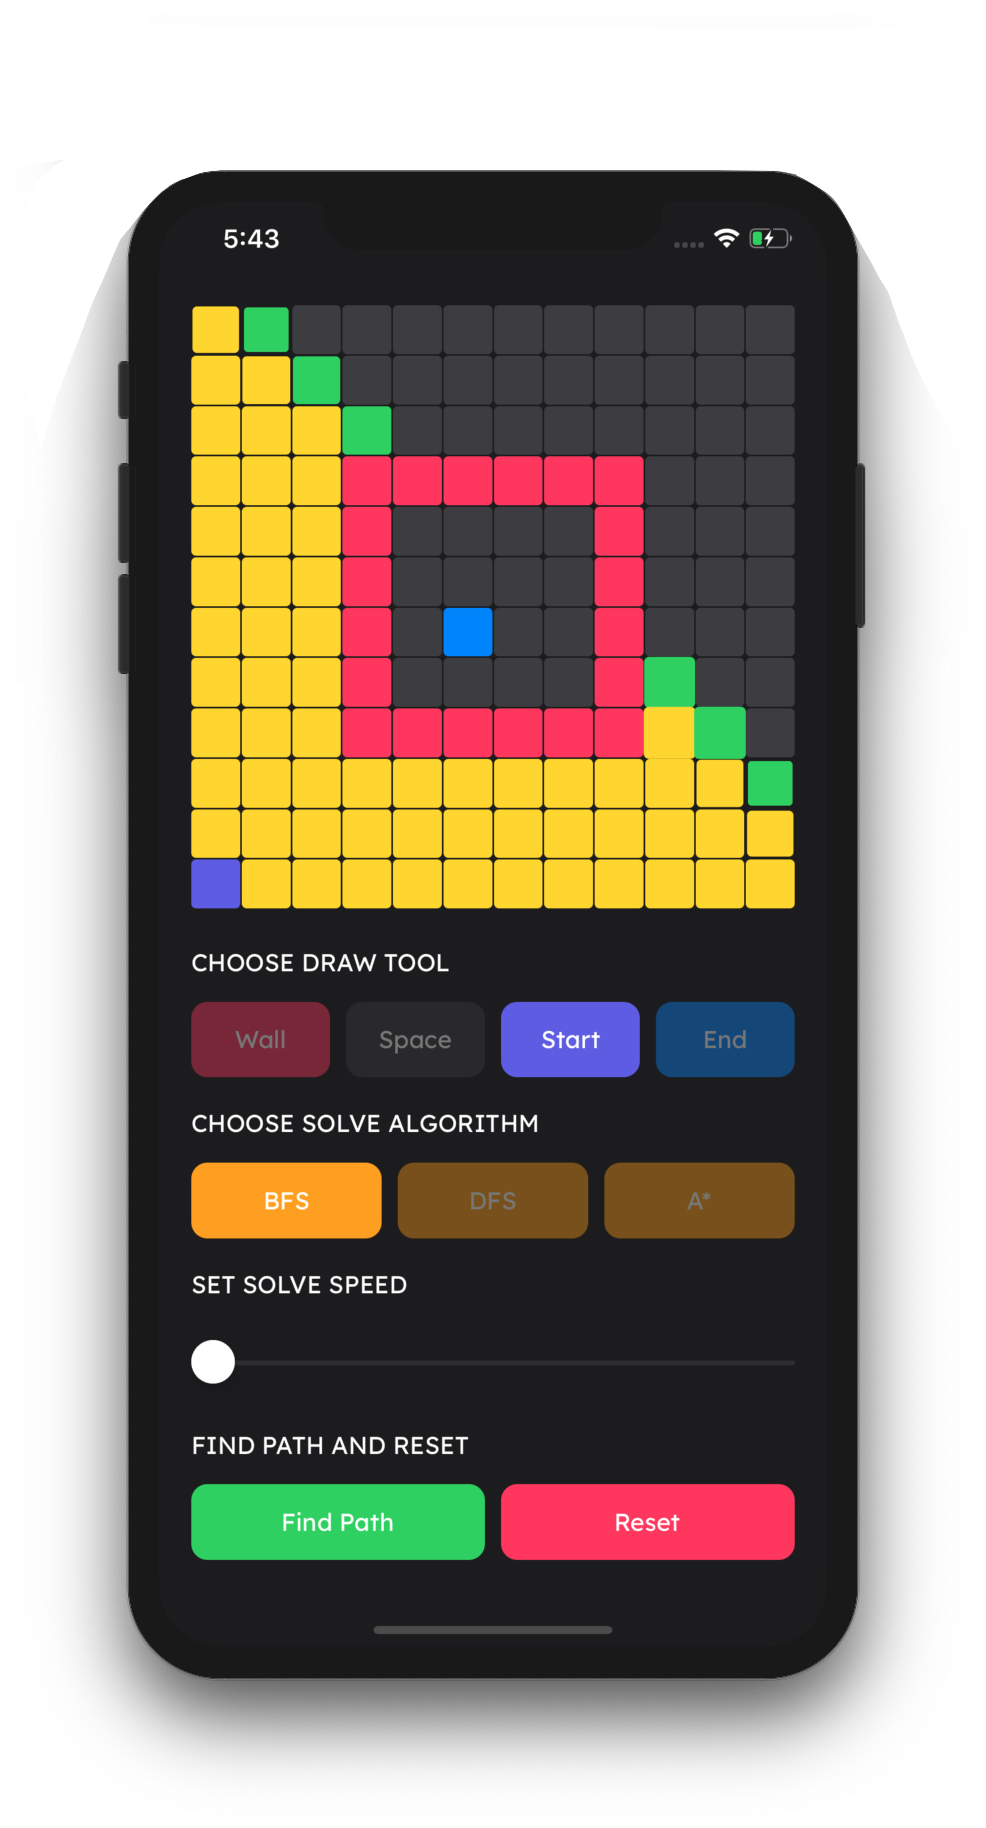 5:43
CHOOSE DRAW TOOL
Wall Space Start End
CHOOSE SOLVE ALGORITHM
BFS DFS A*
SET SOLVE SPEED
FIND PATH AND RESET
Find Path Reset